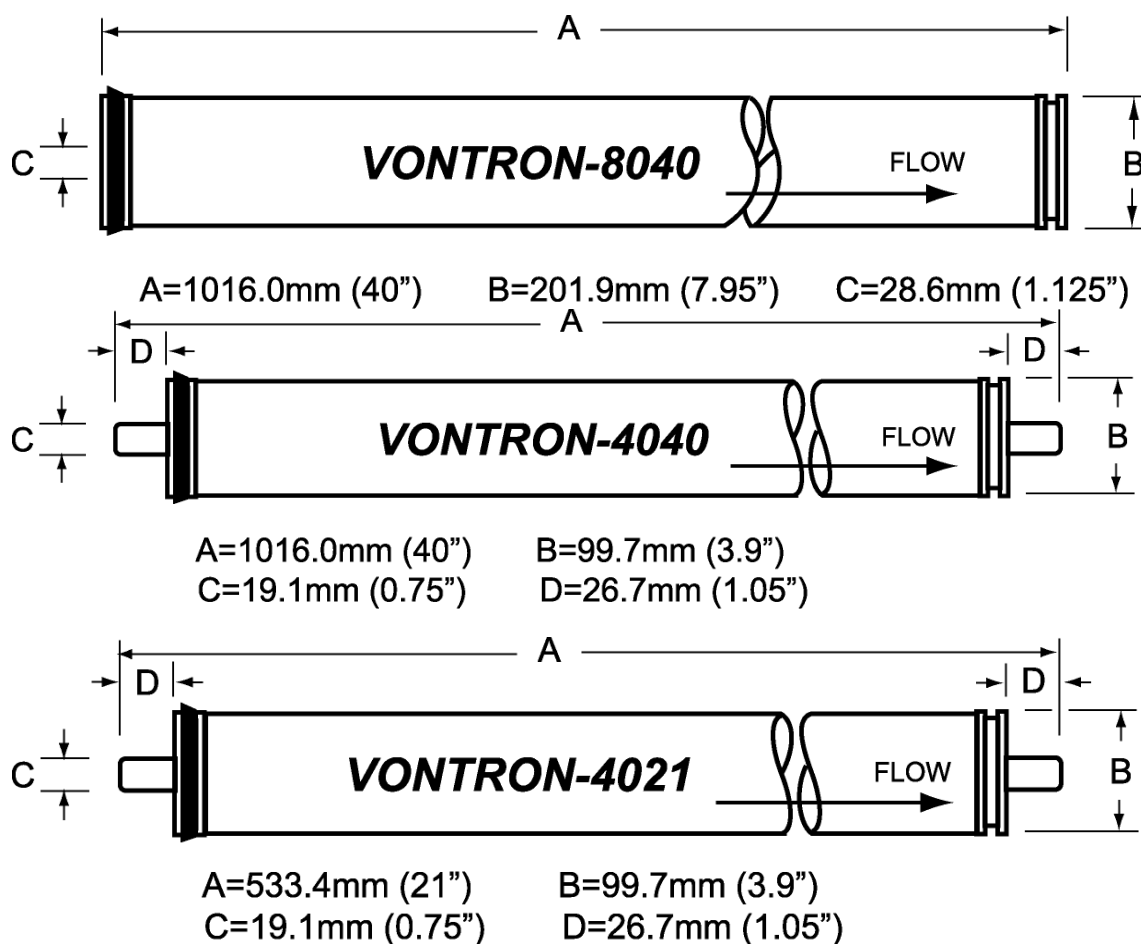 A
C
VONTRON-8040
FLOW
B
A=1016.0mm (40”) B=201.9mm (7.95”) C=28.6mm (1.125”)
A
D
D
C
VONTRON-4040
FLOW
B
A=1016.0mm (40”) B=99.7mm (3.9”)
C=19.1mm (0.75”) D=26.7mm (1.05”)
A
D
D
C
VONTRON-4021
FLOW
B
A=533.4mm (21”) B=99.7mm (3.9”)
C=19.1mm (0.75”) D=26.7mm (1.05”)